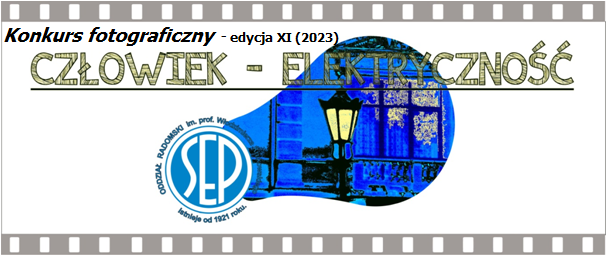 Konkurs fotograficzny - edycja XI (2023)
CZŁOWIEK - ELEKTRYCZNOŚĆ
ODDZIAŁ RADOMSKI im. prof.
SEP
Istnieje od 1921 roku.